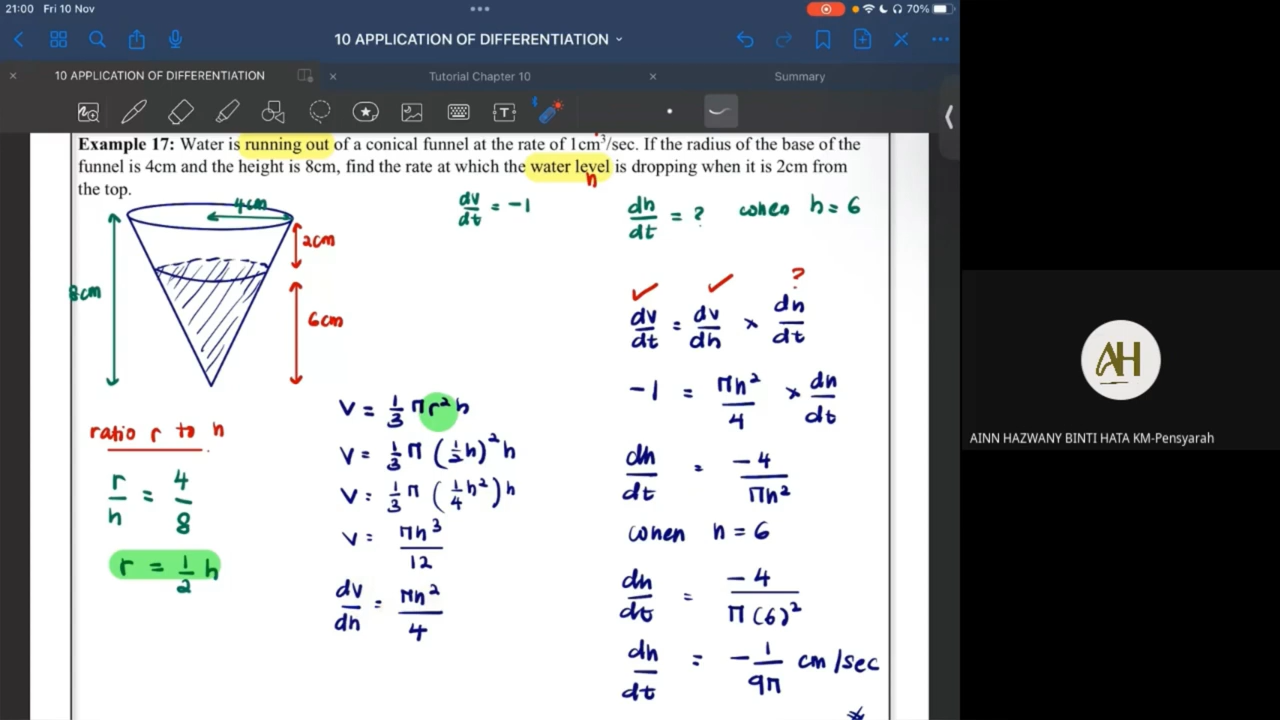 21:00 Fri 10 Nov
70%
10 APPLICATION OF DIFFERENTIATION
10 APPLICATION OF DIFFERENTIATION
Tutorial Chapter 10
Summary
Example 17: Water is running out of a conical funnel at the rate of 1cm³/sec. If the radius of the base of the
funnel is 4cm and the height is 8cm, find the rate at which the water level is dropping when it is 2cm from
the top.
h
4cm
2cm
8cm
6cm
dv/dt = -1
dh/dt = ? when h = 6
✓ ✓ ?
dv/dt = dv/dh × dh/dt
-1 = πh²/4 × dh/dt
dh/dt = -4/πh²
when h = 6
dh/dt = -4/π(6)²
dh/dt = -1/9π cm/sec
ratio r to h
r/h = 4/8
r = 1/2 h
V = 1/3 πr²h
V = 1/3 π (1/2h)² h
V = 1/3 π (1/4h²) h
V = πh³/12
dv/dh = πh²/4
AH
AINN HAZWANY BINTI HATA KM-Pensyarah